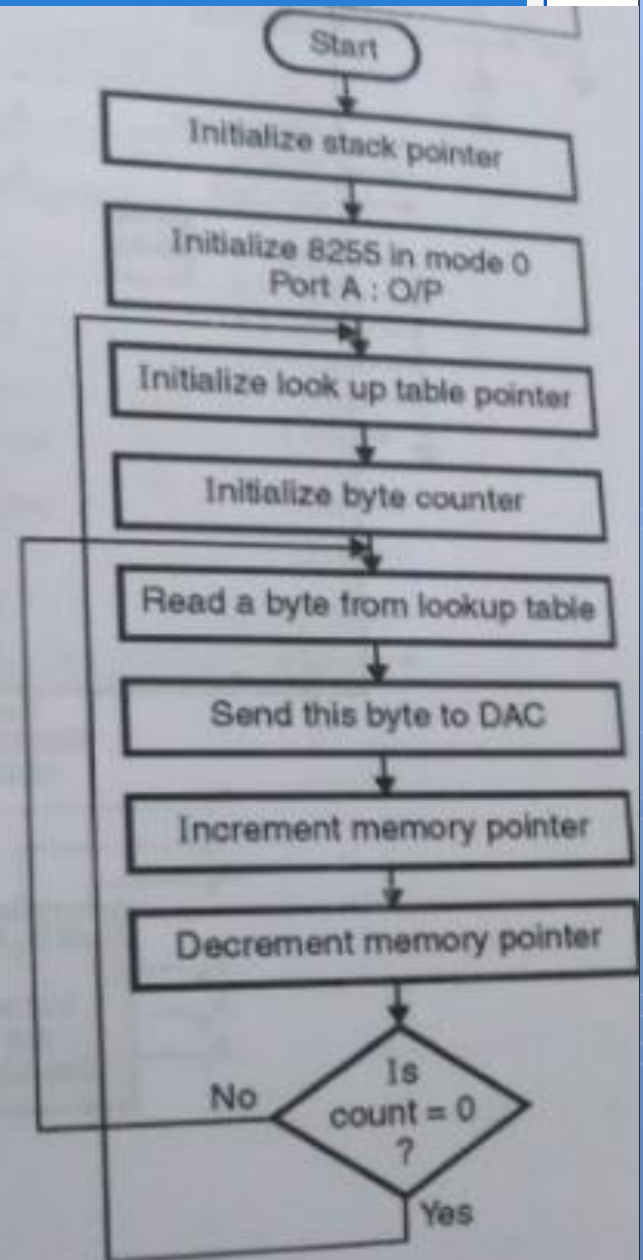 Start
Initialize stack pointer
Initialize 8255 in mode 0
Port A : O/P
Initialize look up table pointer
Initialize byte counter
Read a byte from lookup table
Send this byte to DAC
Increment memory pointer
Decrement memory pointer
Is
count = 0
?
No
Yes